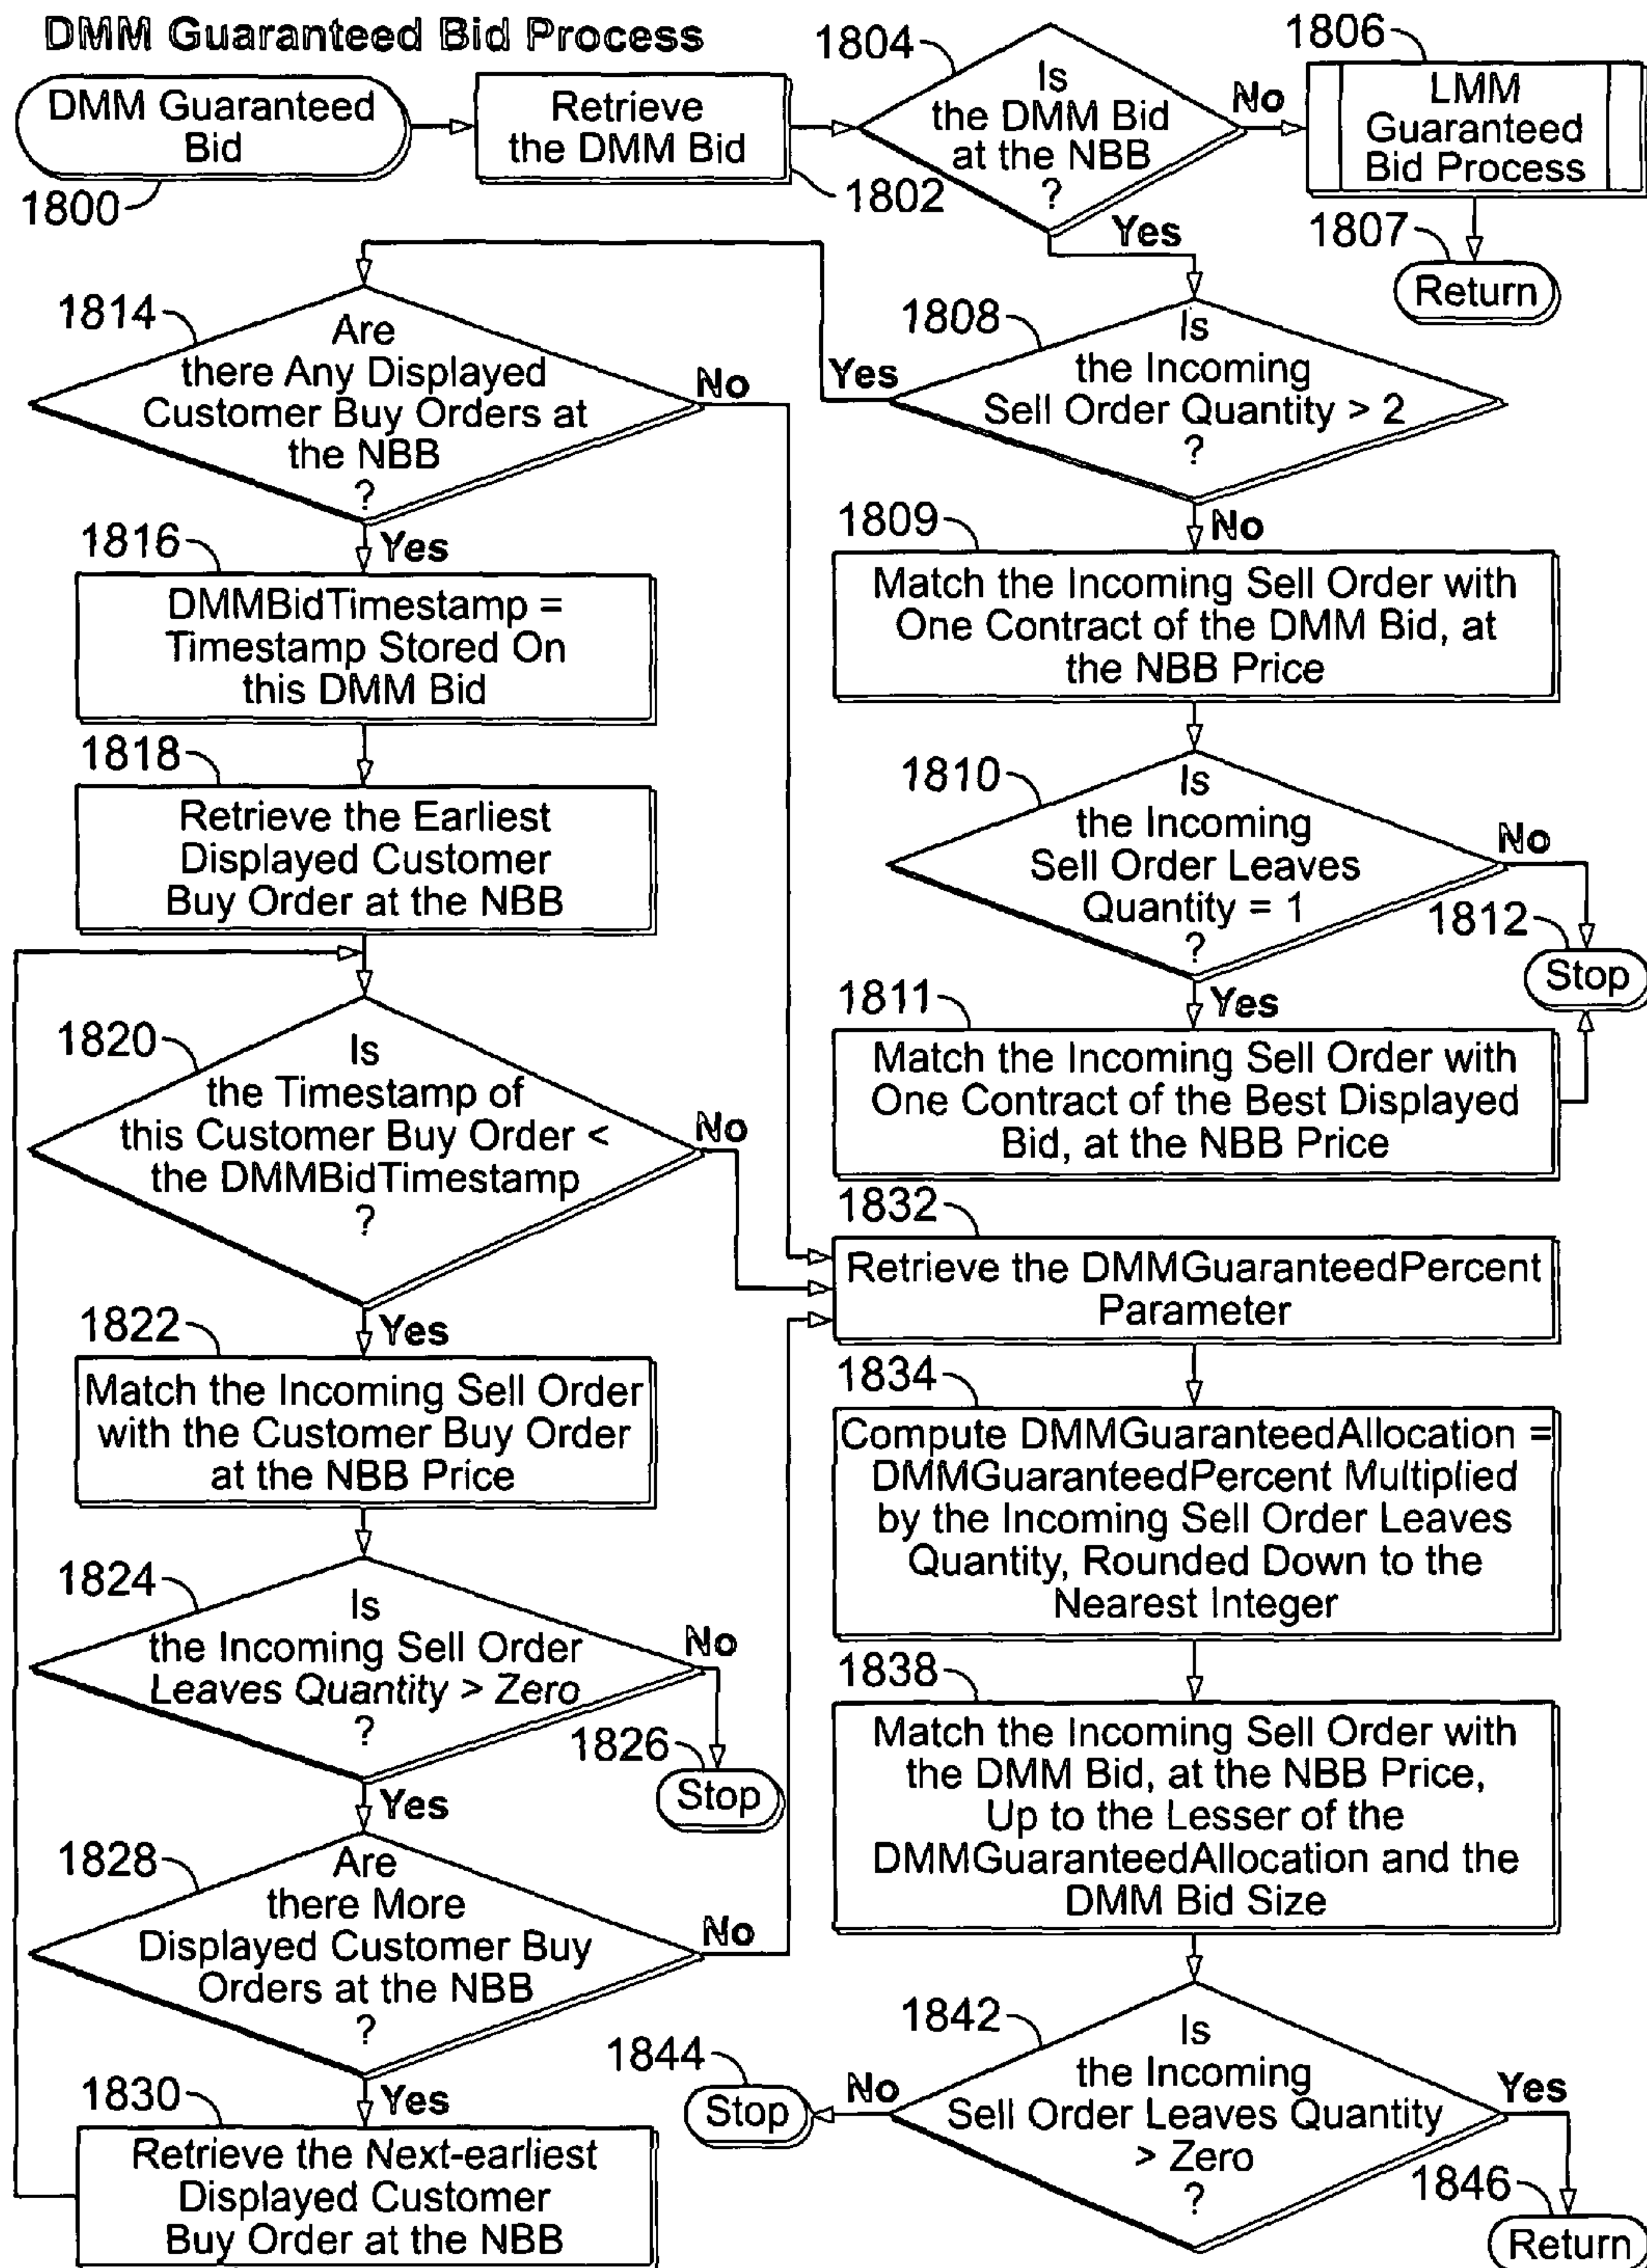 DMM Guaranteed Bid Process
DMM Guaranteed
Bid
1800
Retrieve
the DMM Bid
1802
1804
Is
the DMM Bid
at the NBB
?
No
Yes
1806
LMM
Guaranteed
Bid Process
1807
Return
1808
Is
the Incoming
Sell Order Quantity > 2
?
Yes
No
1809
Match the Incoming Sell Order with
One Contract of the DMM Bid, at
the NBB Price
1810
Is
the Incoming
Sell Order Leaves
Quantity = 1
?
No
Yes
1812
Stop
1811
Match the Incoming Sell Order with
One Contract of the Best Displayed
Bid, at the NBB Price
1814
Are
there Any Displayed
Customer Buy Orders at
the NBB
?
No
Yes
1816
DMMBidTimestamp =
Timestamp Stored On
this DMM Bid
1818
Retrieve the Earliest
Displayed Customer
Buy Order at the NBB
1820
Is
the Timestamp of
this Customer Buy Order <
the DMMBidTimestamp
?
No
Yes
1822
Match the Incoming Sell Order
with the Customer Buy Order
at the NBB Price
1824
Is
the Incoming Sell Order
Leaves Quantity > Zero
?
No
1826
Stop
Yes
1828
Are
there More
Displayed Customer Buy
Orders at the NBB
?
No
Yes
1830
Retrieve the Next-earliest
Displayed Customer
Buy Order at the NBB
1832
Retrieve the DMMGuaranteedPercent
Parameter
1834
Compute DMMGuaranteedAllocation =
DMMGuaranteedPercent Multiplied
by the Incoming Sell Order Leaves
Quantity, Rounded Down to the
Nearest Integer
1838
Match the Incoming Sell Order with
the DMM Bid, at the NBB Price,
Up to the Lesser of the
DMMGuaranteedAllocation and the
DMM Bid Size
1842
Is
the Incoming
Sell Order Leaves Quantity
> Zero
?
No
1844
Stop
Yes
1846
Return